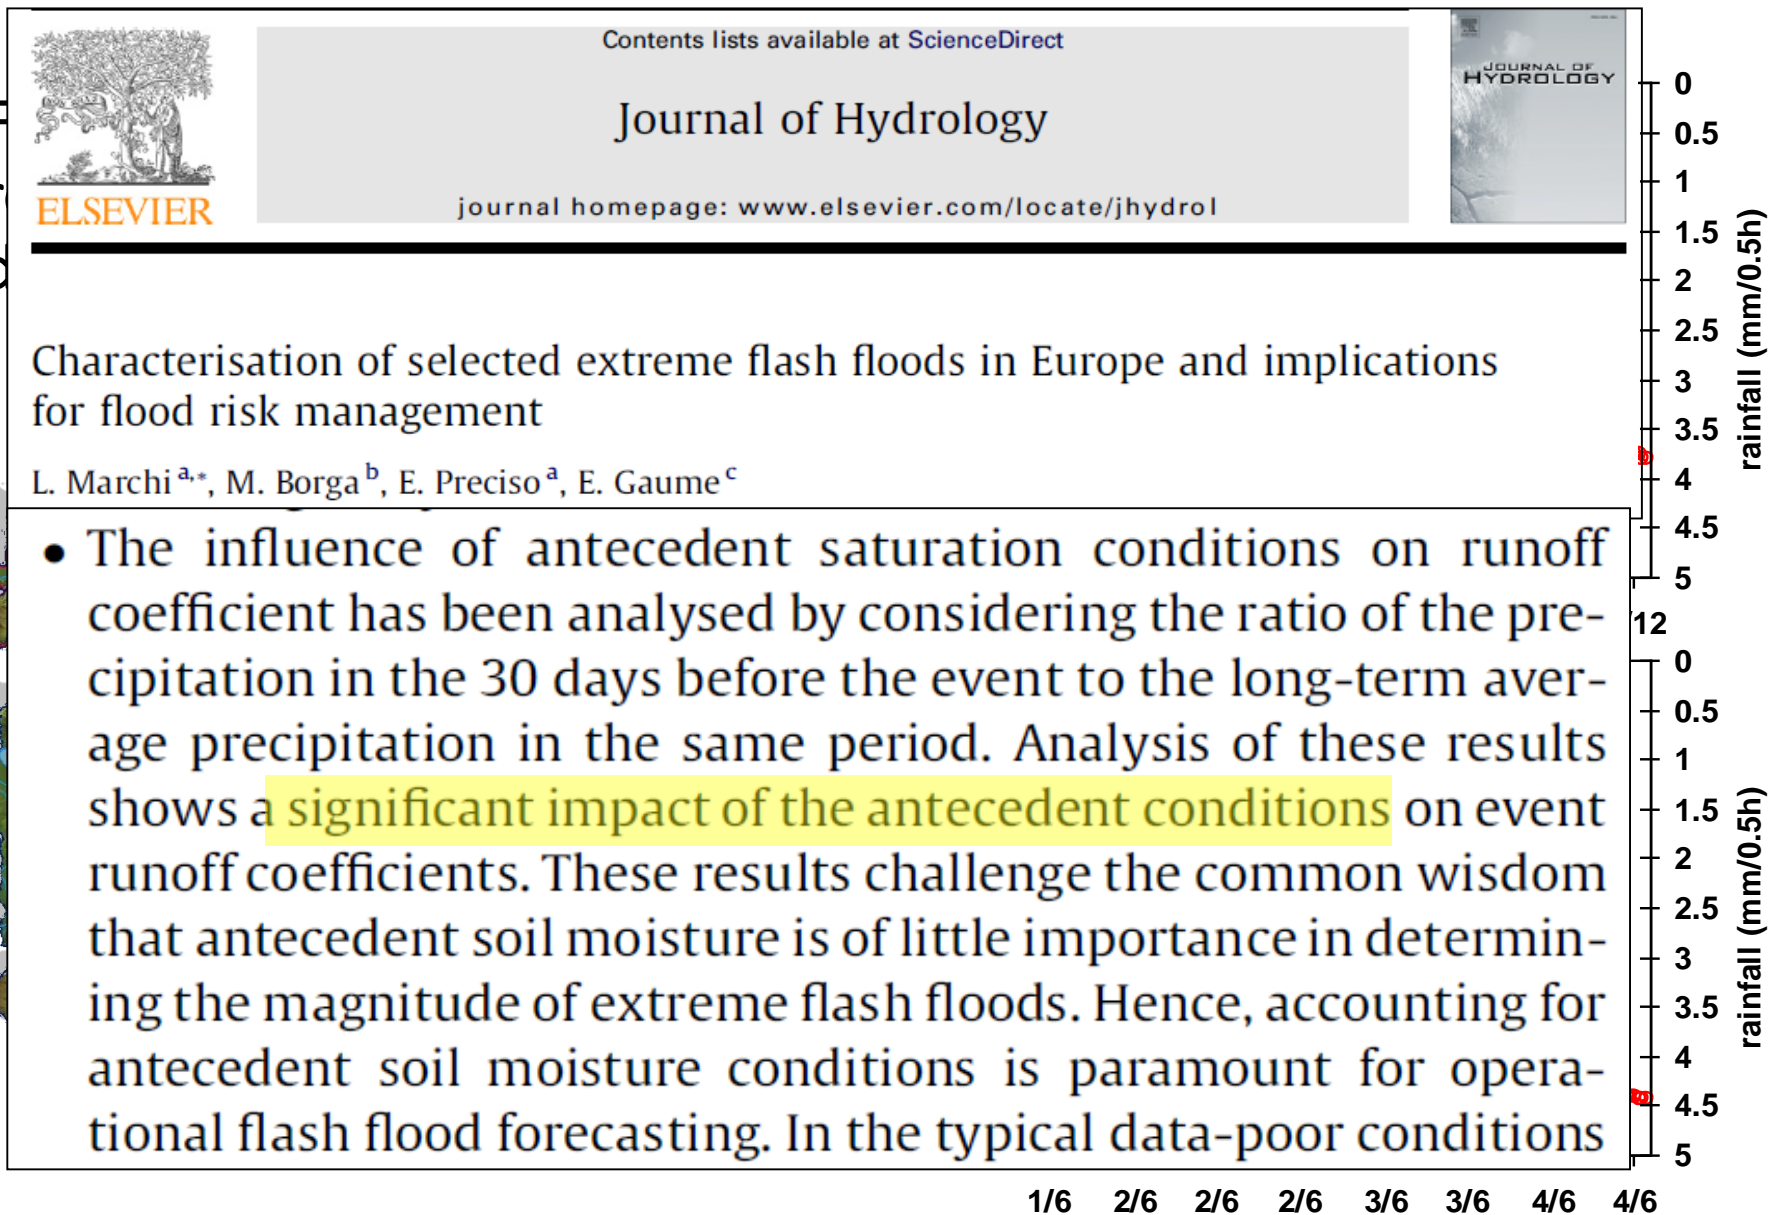 Contents lists available at ScienceDirect
Journal of Hydrology
journal homepage: www.elsevier.com/locate/jhydrol
ELSEVIER
JOURNAL OF
HYDROLOGY
Characterisation of selected extreme flash floods in Europe and implications
for flood risk management
L. Marchi a,*, M. Borga b, E. Preciso a, E. Gaume c
• The influence of antecedent saturation conditions on runoff
coefficient has been analysed by considering the ratio of the pre-
cipitation in the 30 days before the event to the long-term aver-
age precipitation in the same period. Analysis of these results
shows a significant impact of the antecedent conditions on event
runoff coefficients. These results challenge the common wisdom
that antecedent soil moisture is of little importance in determin-
ing the magnitude of extreme flash floods. Hence, accounting for
antecedent soil moisture conditions is paramount for opera-
tional flash flood forecasting. In the typical data-poor conditions
0
0.5
1
1.5
2
2.5
3
3.5
4
4.5
5
rainfall (mm/0.5h)
/12
0
0.5
1
1.5
2
2.5
3
3.5
4
4.5
5
rainfall (mm/0.5h)
1/6 2/6 2/6 2/6 3/6 3/6 4/6 4/6